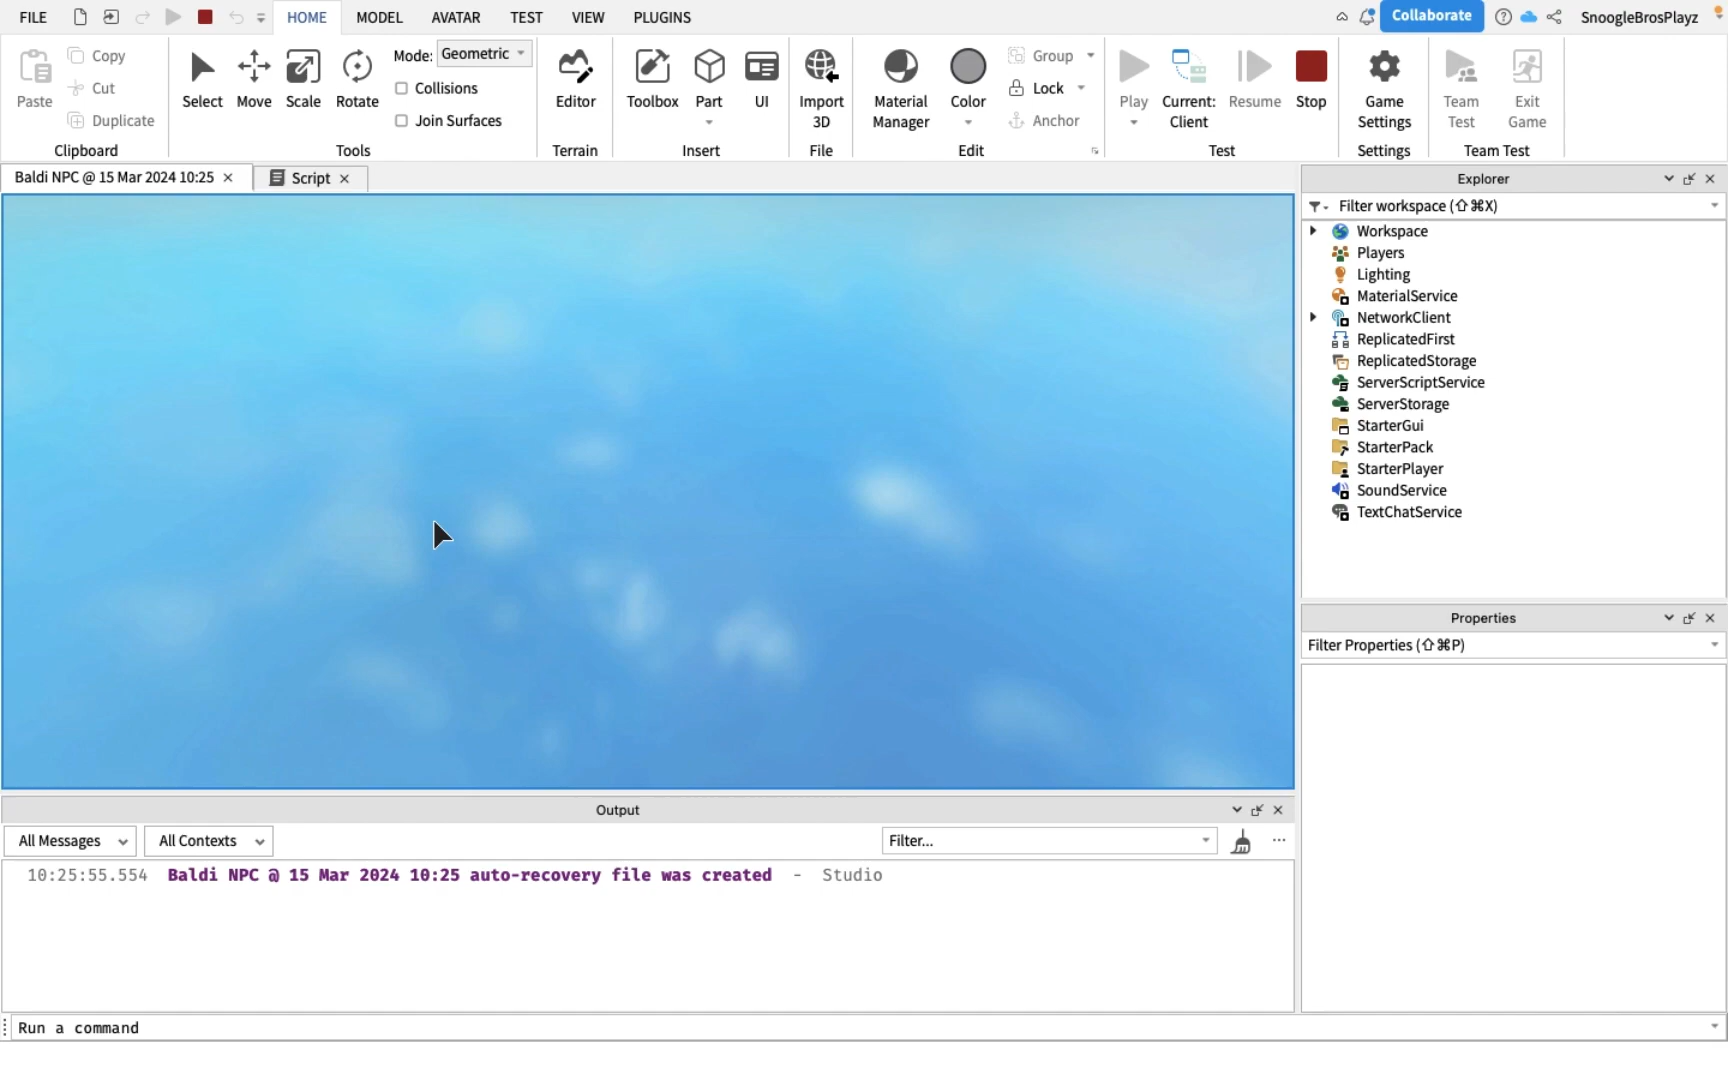 FILE HOME MODEL AVATAR TEST VIEW PLUGINS Collaborate SnoogleBrosPlayz
Paste Copy Cut Duplicate
Clipboard
Select Move Scale Rotate Mode: Geometric
Collisions
Join Surfaces
Tools
Editor
Terrain
Toolbox Part UI
Insert
Import
3D
File
Material
Manager
Color
Group
Lock
Anchor
Edit
Play
Current:
Client
Resume
Stop
Test
Game
Settings
Settings
Team
Test
Exit
Game
Team Test
Baldi NPC @ 15 Mar 2024 10:25
Script
Explorer
Filter workspace (⇧⌘X)
Workspace
Players
Lighting
MaterialService
NetworkClient
ReplicatedFirst
ReplicatedStorage
ServerScriptService
ServerStorage
StarterGui
StarterPack
StarterPlayer
SoundService
TextChatService
Properties
Filter Properties (⇧⌘P)
Output
All Messages All Contexts Filter...
10:25:55.554 Baldi NPC @ 15 Mar 2024 10:25 auto-recovery file was created - Studio
Run a command